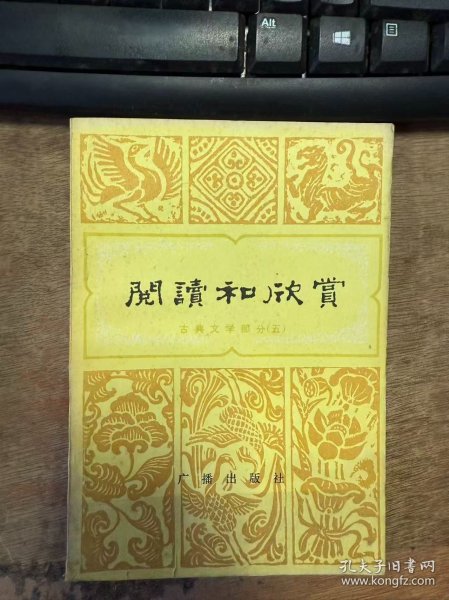 Alt
閱讀和欣賞
古典文学部分(五)
广播出版社
孔夫子旧书网
www.kongfz.com